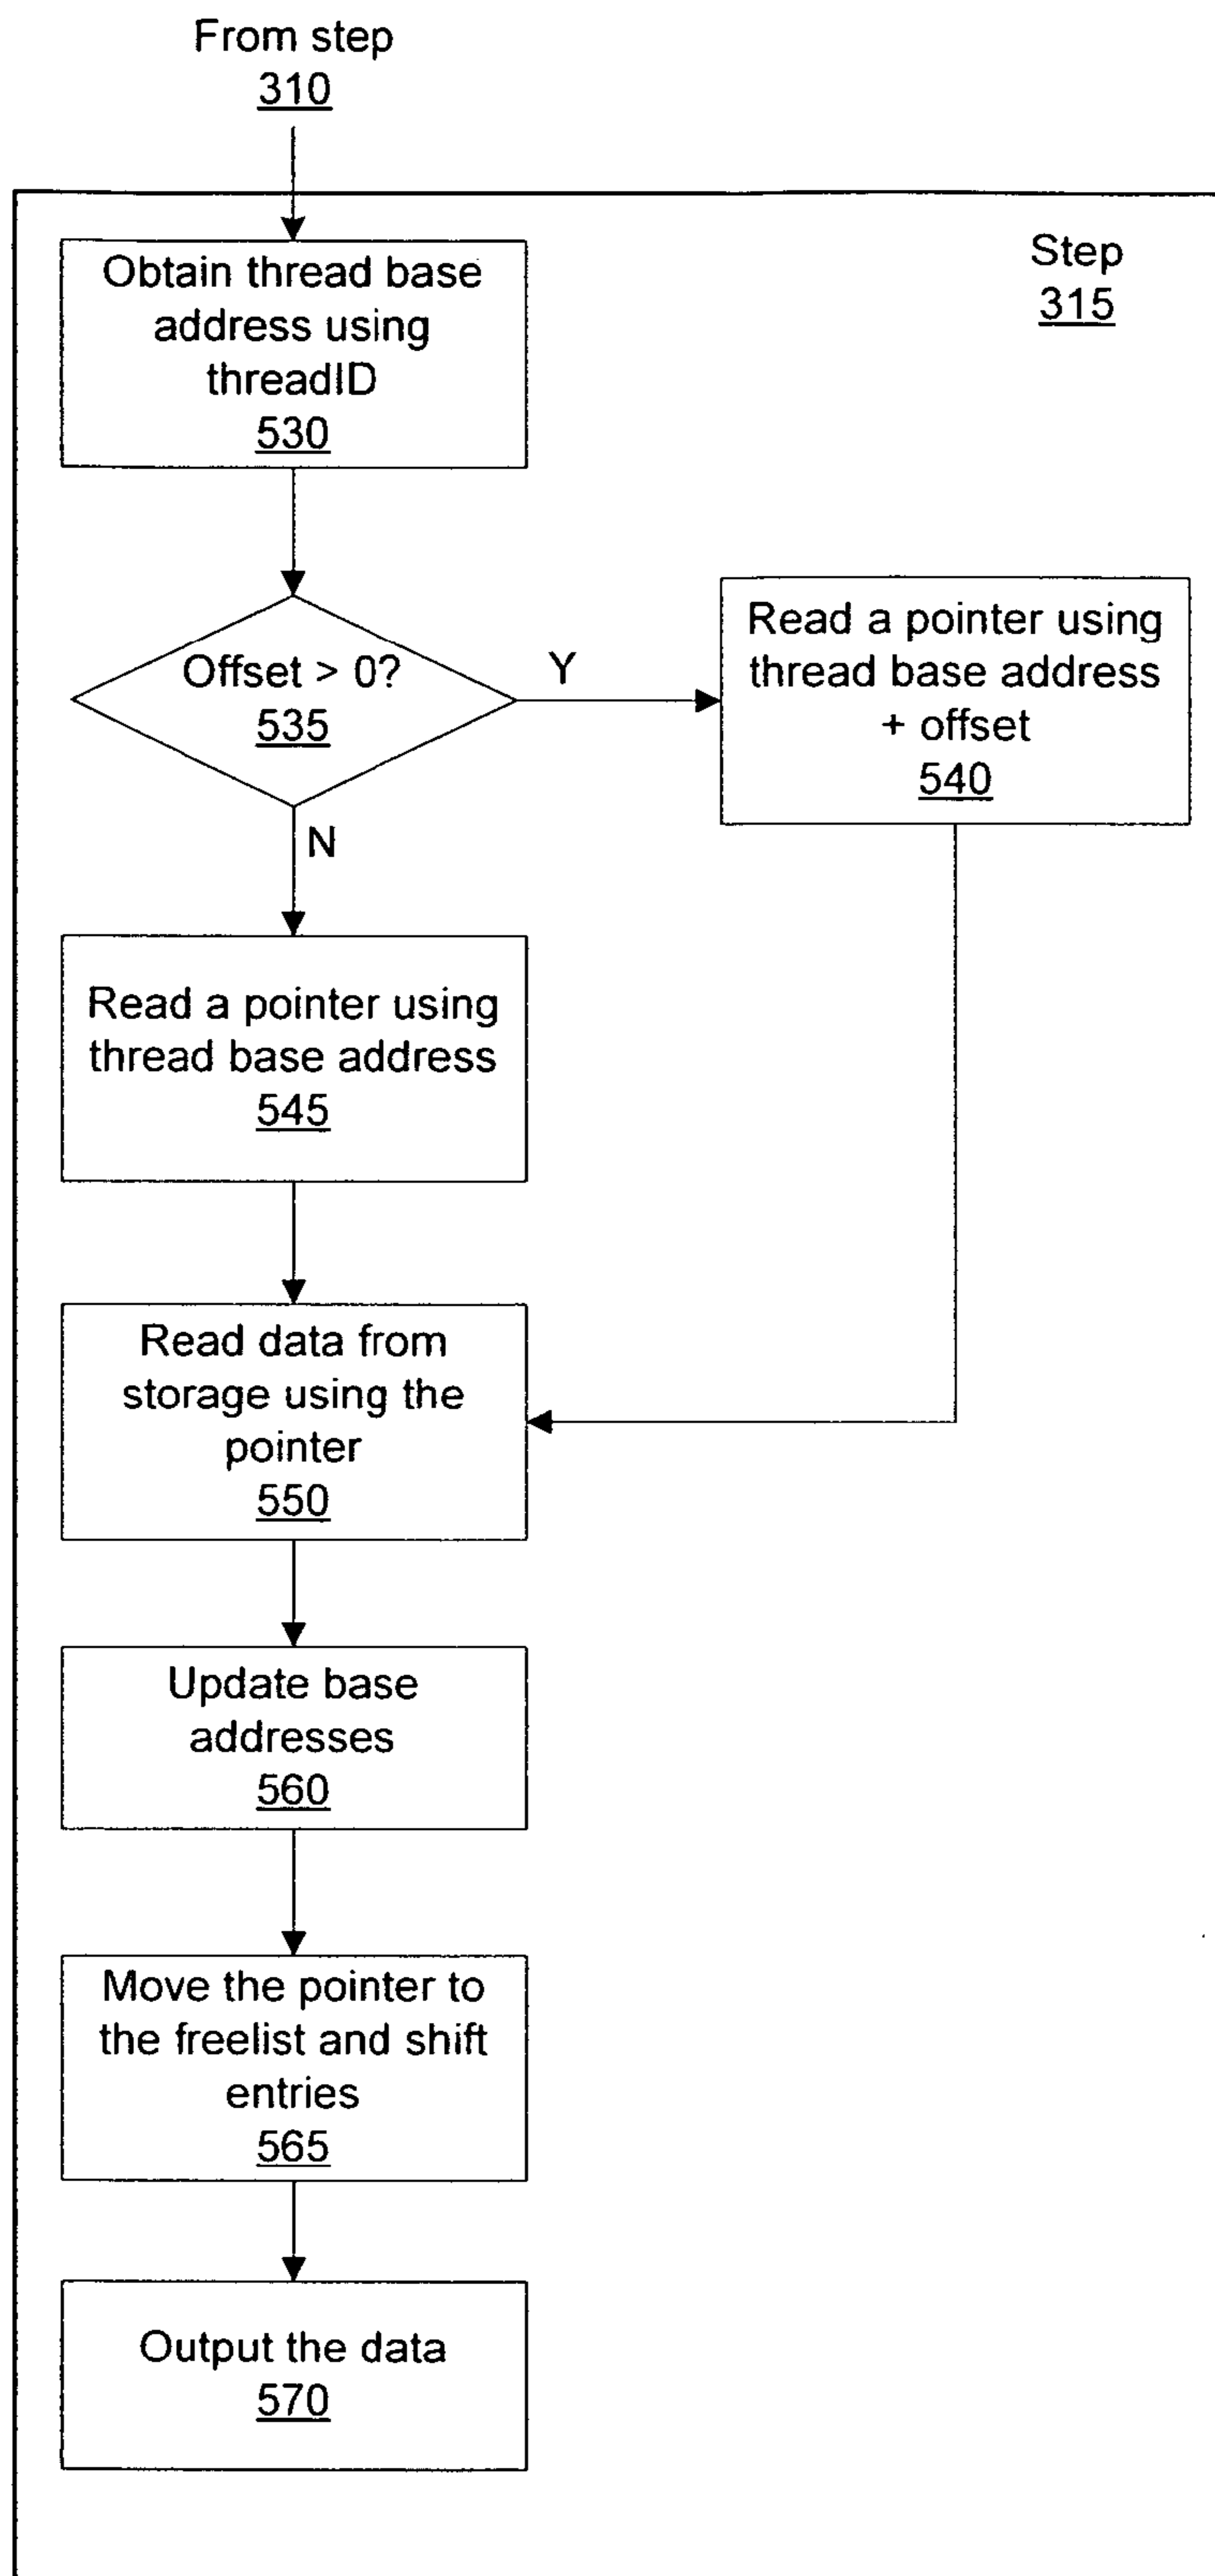 From step
310
Step
315
Obtain thread base
address using
threadID
530
Offset > 0?
535
Y
N
Read a pointer using
thread base address
+ offset
540
Read a pointer using
thread base address
545
Read data from
storage using the
pointer
550
Update base
addresses
560
Move the pointer to
the freelist and shift
entries
565
Output the data
570